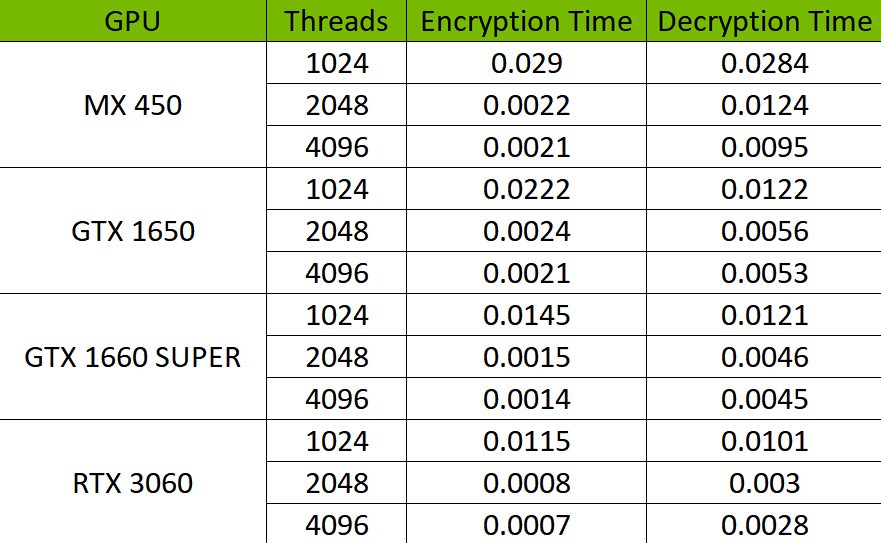 GPU Threads Encryption Time Decryption Time
1024 0.029 0.0284
MX 450 2048 0.0022 0.0124
4096 0.0021 0.0095
1024 0.0222 0.0122
GTX 1650 2048 0.0024 0.0056
4096 0.0021 0.0053
1024 0.0145 0.0121
GTX 1660 SUPER 2048 0.0015 0.0046
4096 0.0014 0.0045
1024 0.0115 0.0101
RTX 3060 2048 0.0008 0.003
4096 0.0007 0.0028